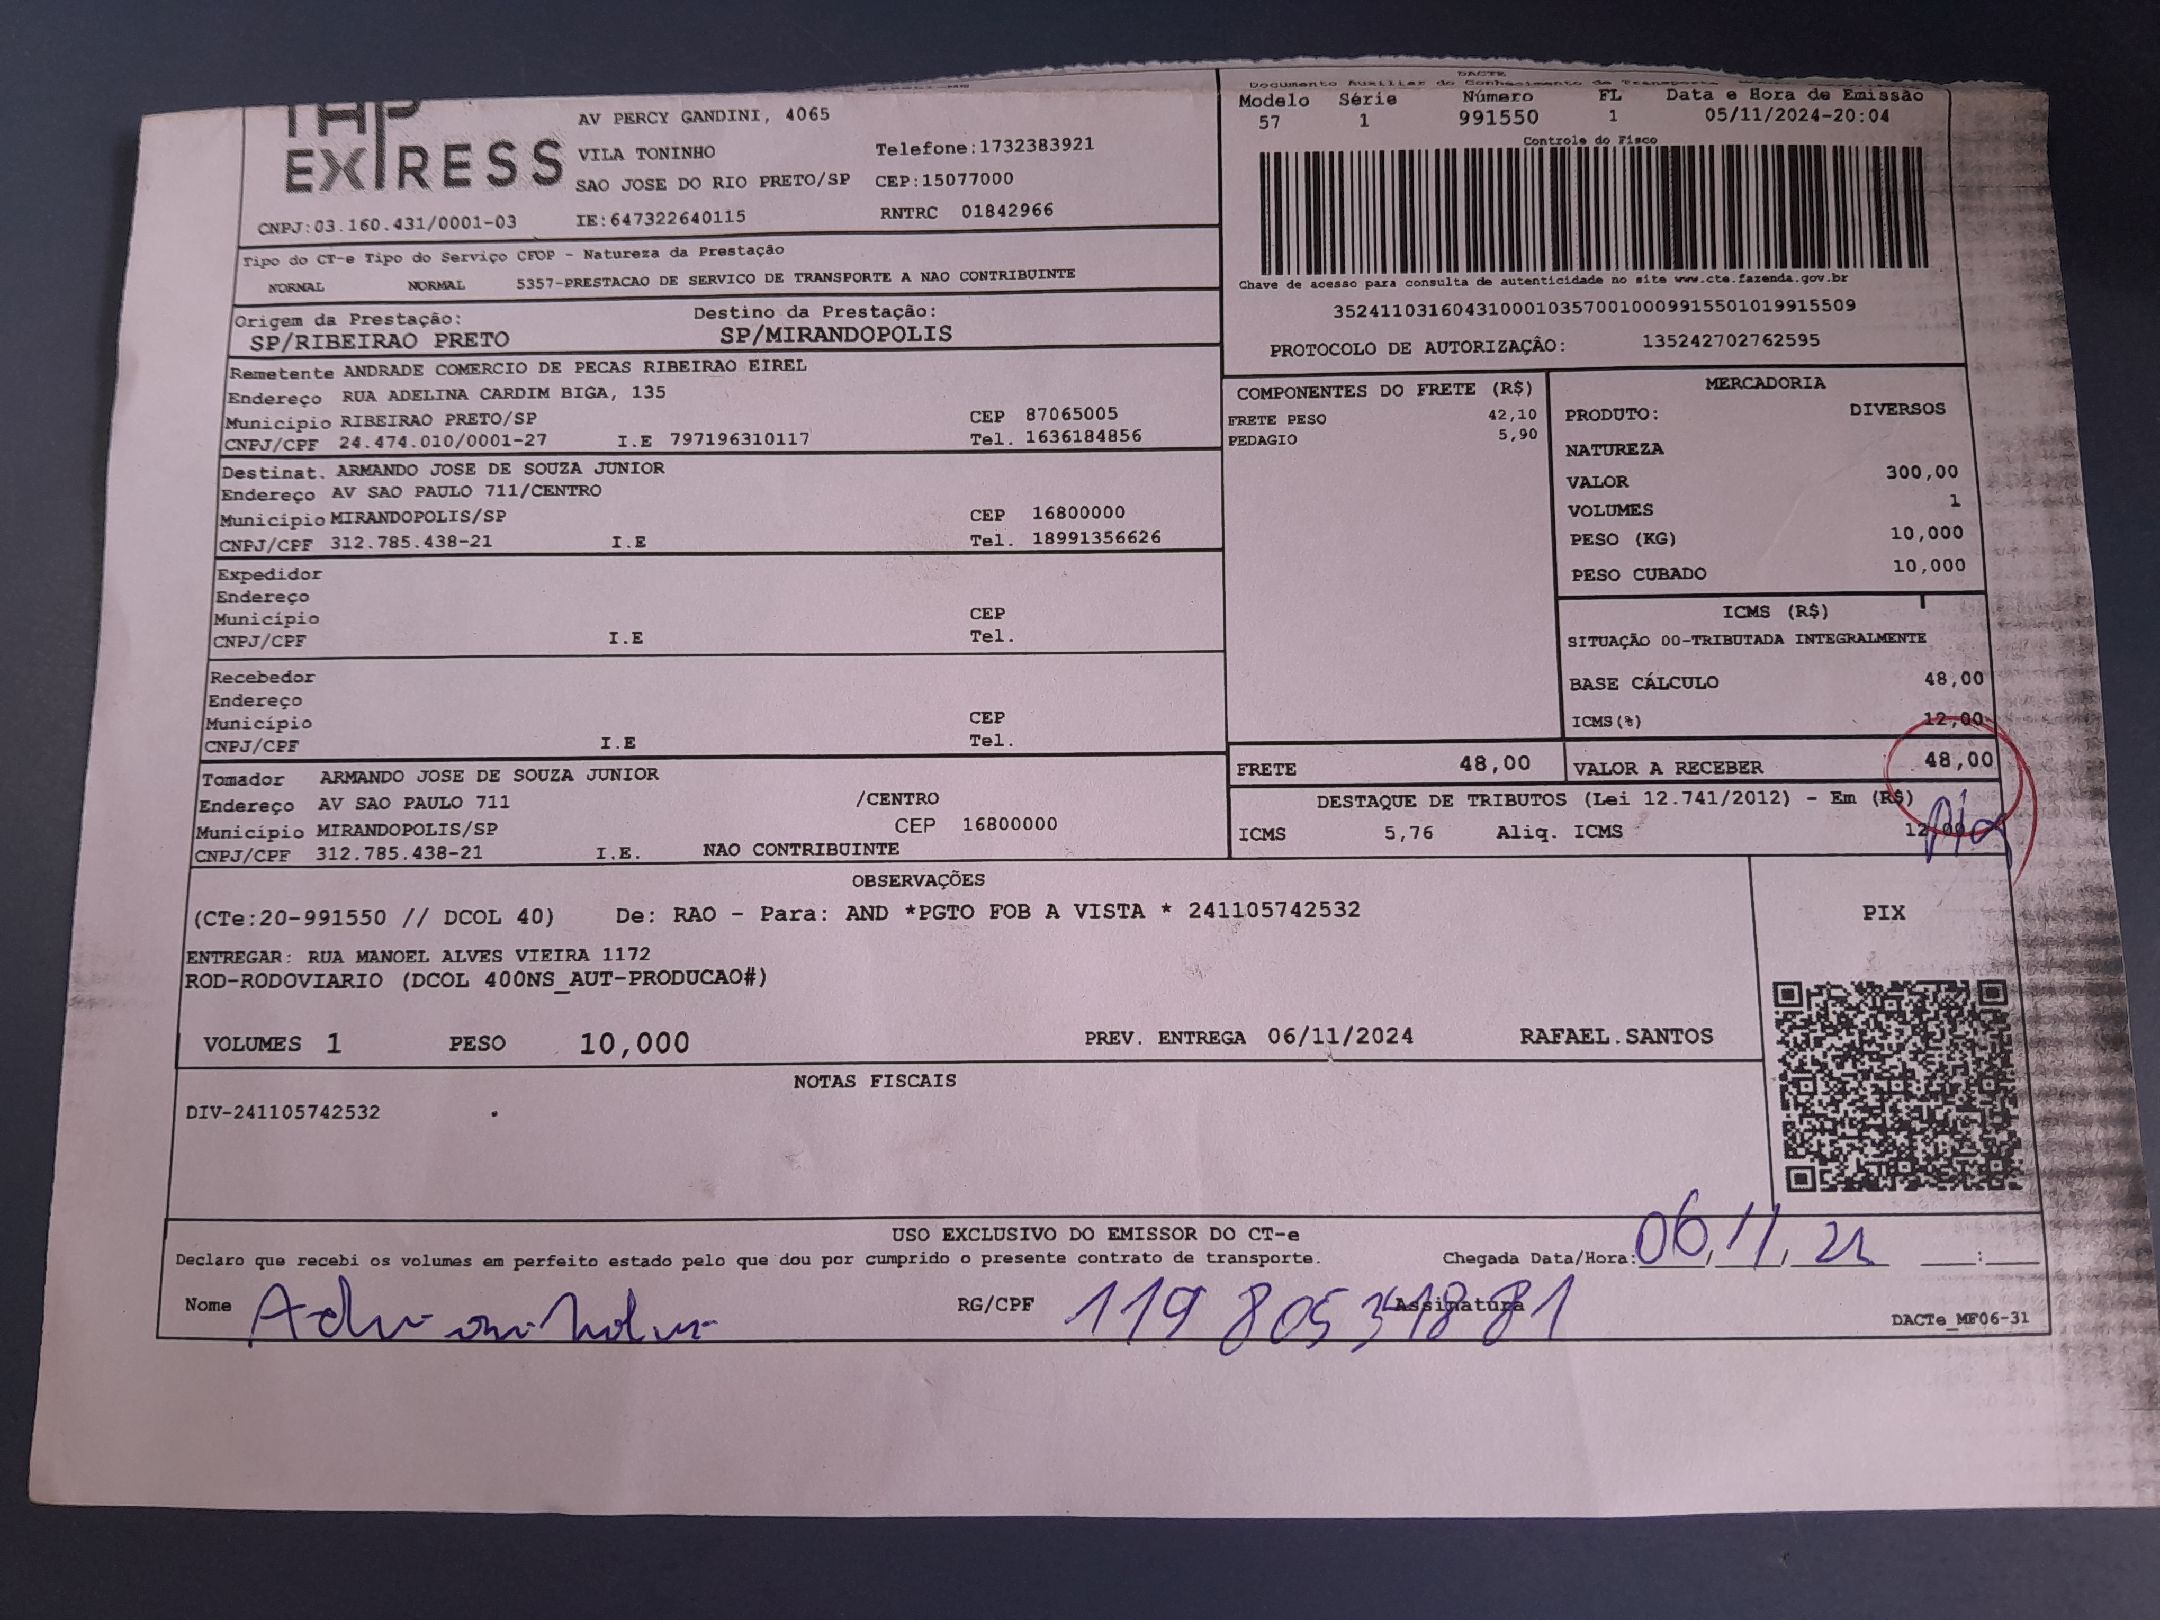 TAP
EXPRESS
AV PERCY GANDINI, 4065
VILA TONINHO Telefone:1732383921
SAO JOSE DO RIO PRETO/SP CEP:15077000
CNPJ:03.160.431/0001-03 IE:647322640115 RNTRC 01842966
DACTE
Documento Auxiliar do Conhecimento de Transporte
Modelo Série Número FL Data e Hora de Emissão
57 1 991550 1 05/11/2024-20:04
Controle do Fisco
Chave de acesso para consulta de autenticidade no site www.cte.fazenda.gov.br
35241103160431000103570010009915501019915509
PROTOCOLO DE AUTORIZAÇÃO: 135242702762595
Tipo do CT-e Tipo do Serviço CFOP - Natureza da Prestação
NORMAL NORMAL 5357-PRESTACAO DE SERVICO DE TRANSPORTE A NAO CONTRIBUINTE
Origem da Prestação: Destino da Prestação:
SP/RIBEIRAO PRETO SP/MIRANDOPOLIS
Remetente ANDRADE COMERCIO DE PECAS RIBEIRAO EIREL
Endereço RUA ADELINA CARDIM BIGA, 135
Município RIBEIRAO PRETO/SP CEP 87065005
CNPJ/CPF 24.474.010/0001-27 I.E 797196310117 Tel. 1636184856
Destinat. ARMANDO JOSE DE SOUZA JUNIOR
Endereço AV SAO PAULO 711/CENTRO
Município MIRANDOPOLIS/SP CEP 16800000
CNPJ/CPF 312.785.438-21 I.E Tel. 18991356626
Expedidor
Endereço
Município CEP
CNPJ/CPF I.E Tel.
Recebedor
Endereço
Município CEP
CNPJ/CPF I.E Tel.
Tomador ARMANDO JOSE DE SOUZA JUNIOR
Endereço AV SAO PAULO 711 /CENTRO
Município MIRANDOPOLIS/SP CEP 16800000
CNPJ/CPF 312.785.438-21 I.E. NAO CONTRIBUINTE
COMPONENTES DO FRETE (R$)
FRETE PESO 42,10
PEDAGIO 5,90
MERCADORIA
PRODUTO: DIVERSOS
NATUREZA
VALOR 300,00
VOLUMES 1
PESO (KG) 10,000
PESO CUBADO 10,000
ICMS (R$)
SITUAÇÃO 00-TRIBUTADA INTEGRALMENTE
BASE CÁLCULO 48,00
ICMS(%) 12,00
FRETE 48,00 VALOR A RECEBER 48,00
DESTAQUE DE TRIBUTOS (Lei 12.741/2012) - Em (R$)
ICMS 5,76 Aliq. ICMS 12,00
OBSERVAÇÕES
(CTe:20-991550 // DCOL 40) De: RAO - Para: AND *PGTO FOB A VISTA * 241105742532
ENTREGAR: RUA MANOEL ALVES VIEIRA 1172
ROD-RODOVIARIO (DCOL 400NS_AUT-PRODUCAO#)
PIX
VOLUMES 1 PESO 10,000 PREV. ENTREGA 06/11/2024 RAFAEL.SANTOS
NOTAS FISCAIS
DIV-241105742532
USO EXCLUSIVO DO EMISSOR DO CT-e
Declaro que recebi os volumes em perfeito estado pelo que dou por cumprido o presente contrato de transporte. Chegada Data/Hora: 06, 11,
Nome RG/CPF Assinatura
DACTe_MF06-31